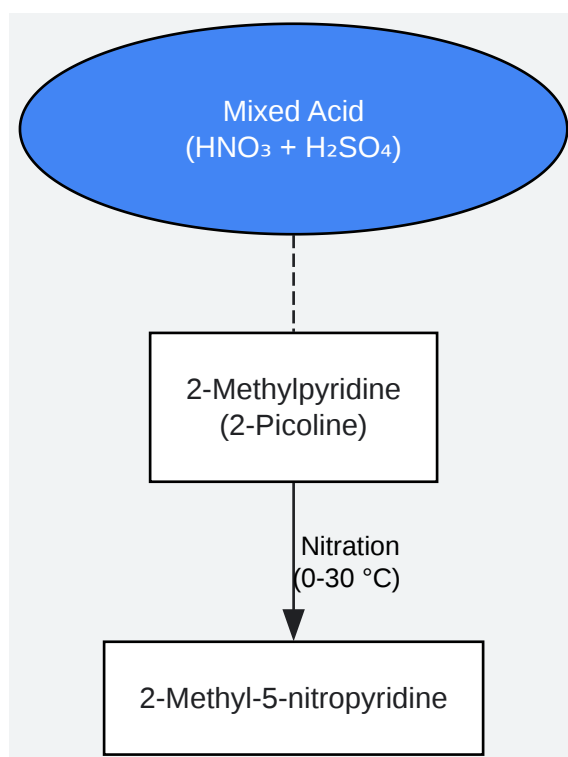 Mixed Acid
(HNO₃ + H₂SO₄)
2-Methylpyridine
(2-Picoline)
Nitration
(0-30 °C)
2-Methyl-5-nitropyridine